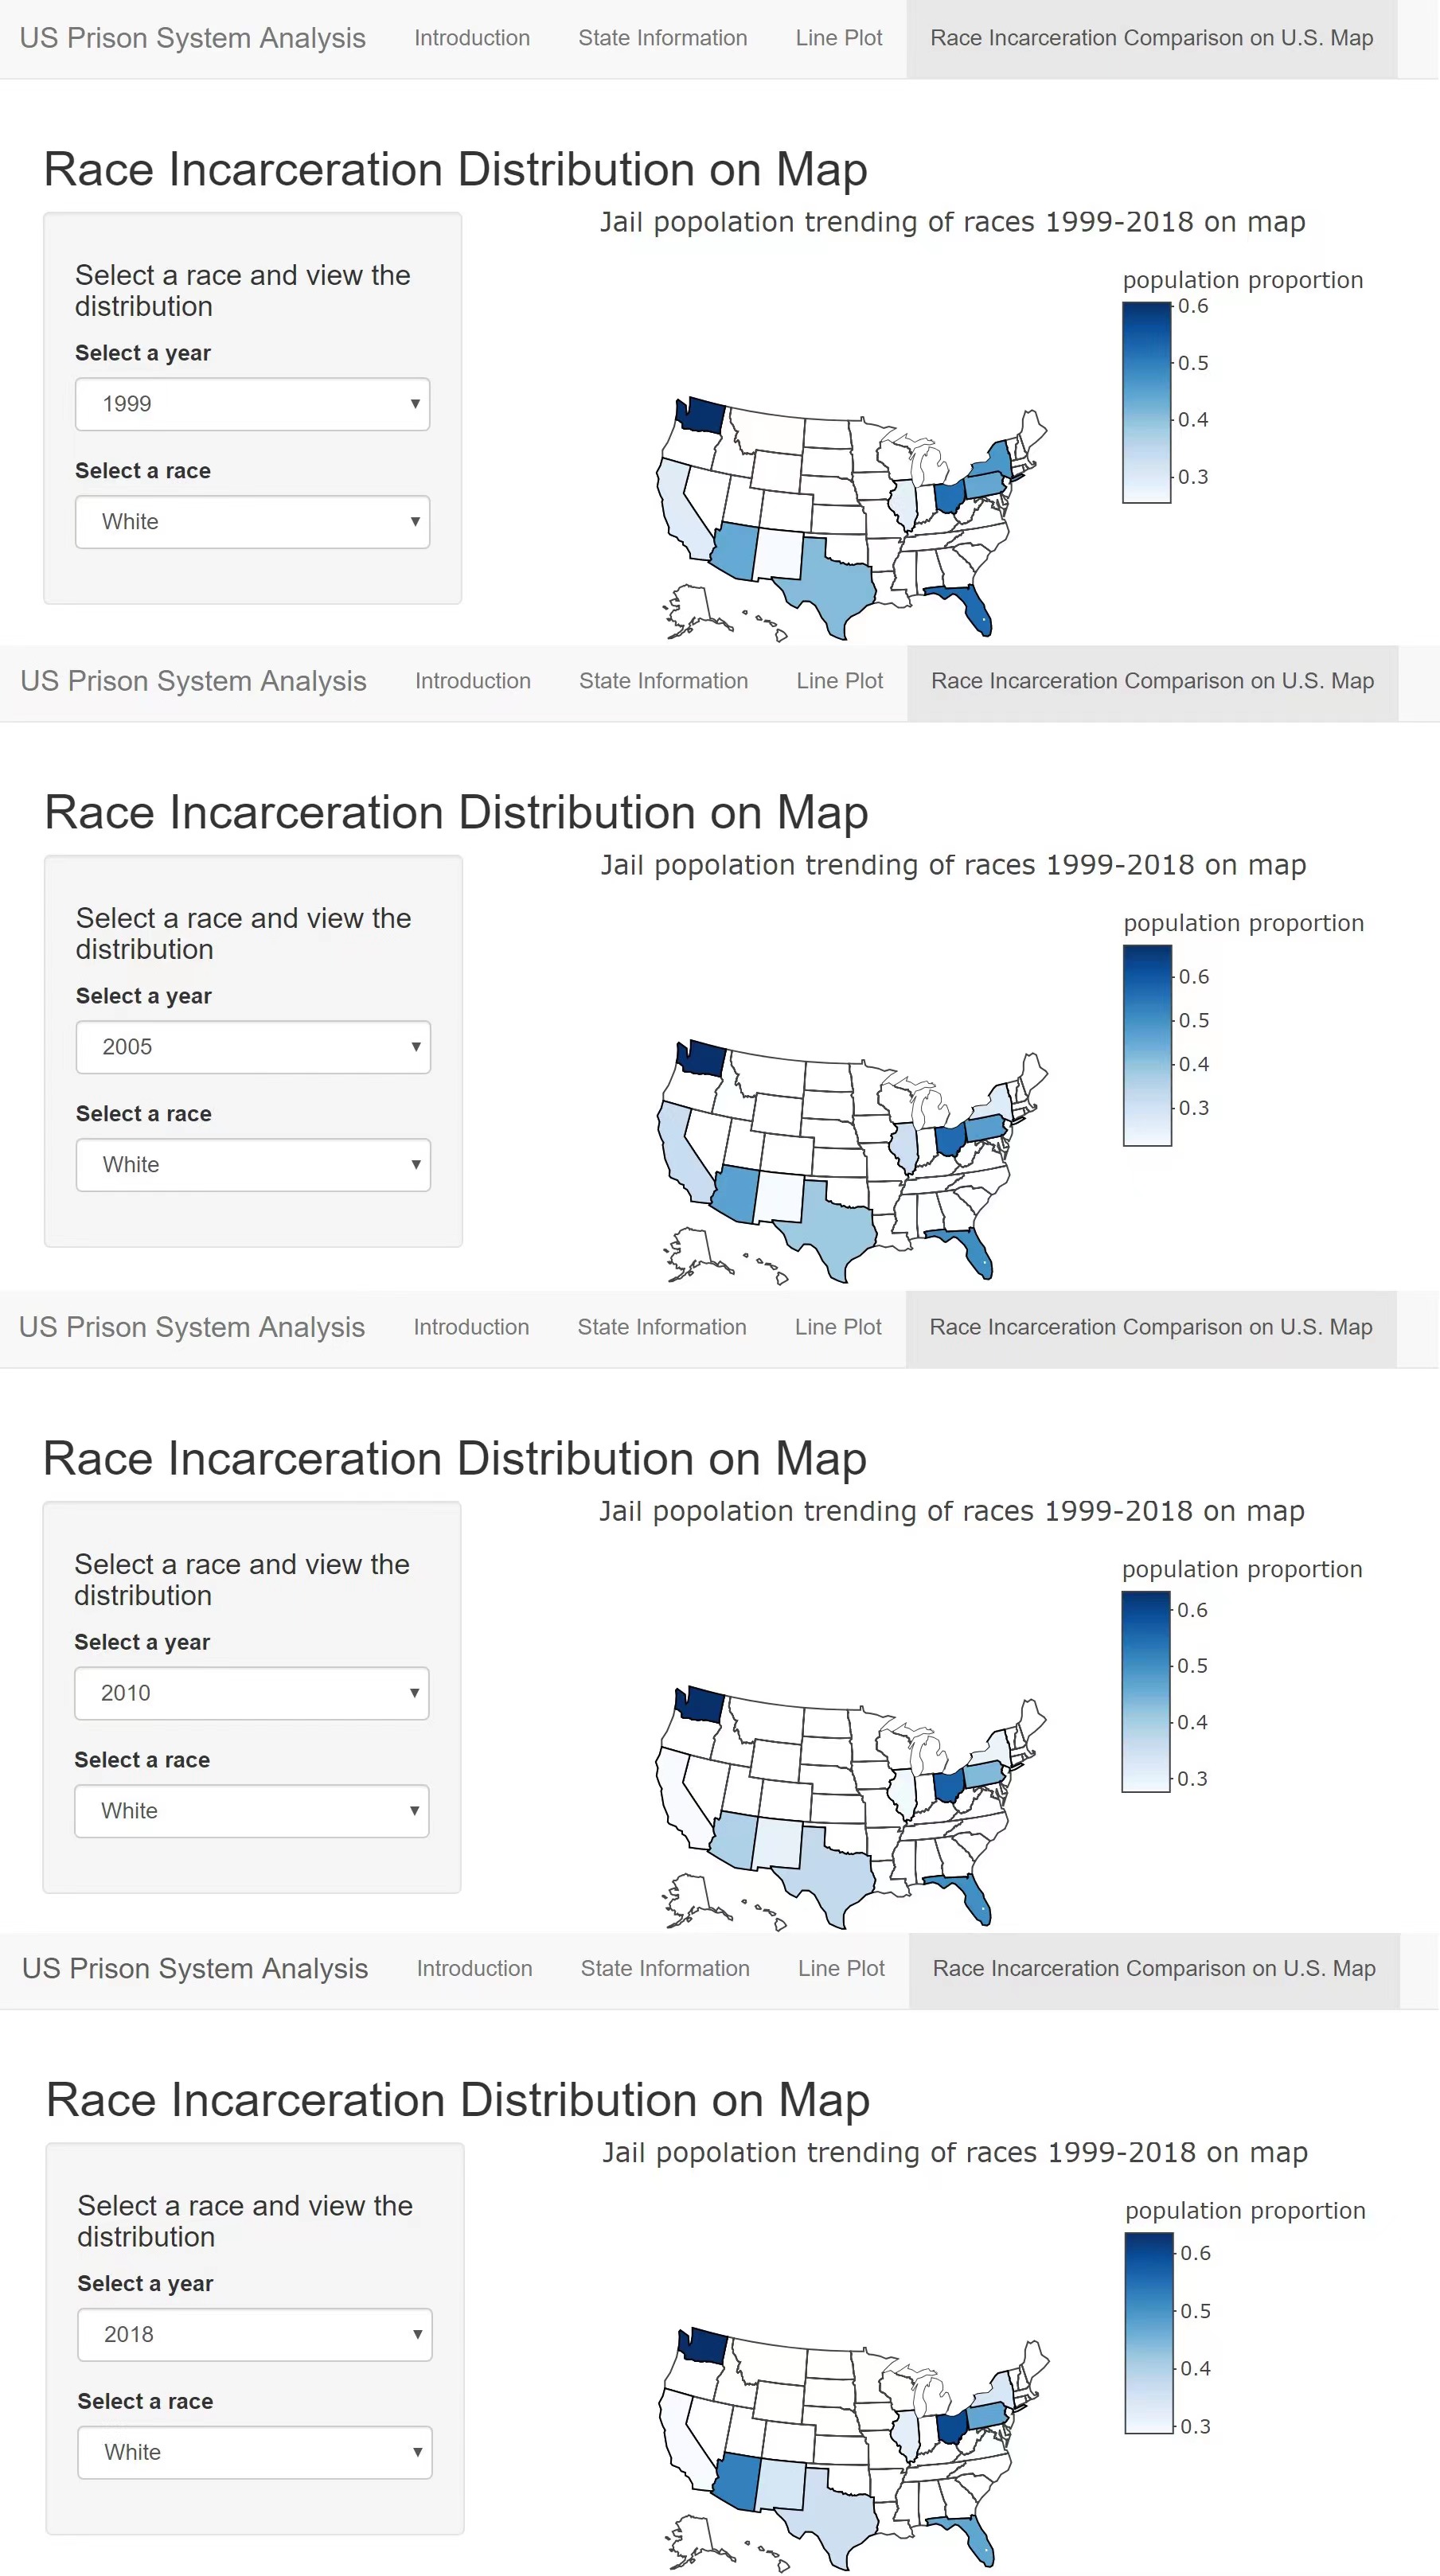 US Prison System Analysis Introduction State Information Line Plot Race Incarceration Comparison on U.S. Map
Race Incarceration Distribution on Map
Jail popolation trending of races 1999-2018 on map
Select a race and view the
distribution
Select a year
1999
Select a race
White
population proportion
0.6
0.5
0.4
0.3
US Prison System Analysis Introduction State Information Line Plot Race Incarceration Comparison on U.S. Map
Race Incarceration Distribution on Map
Jail popolation trending of races 1999-2018 on map
Select a race and view the
distribution
Select a year
2005
Select a race
White
population proportion
0.6
0.5
0.4
0.3
US Prison System Analysis Introduction State Information Line Plot Race Incarceration Comparison on U.S. Map
Race Incarceration Distribution on Map
Jail popolation trending of races 1999-2018 on map
Select a race and view the
distribution
Select a year
2010
Select a race
White
population proportion
0.6
0.5
0.4
0.3
US Prison System Analysis Introduction State Information Line Plot Race Incarceration Comparison on U.S. Map
Race Incarceration Distribution on Map
Jail popolation trending of races 1999-2018 on map
Select a race and view the
distribution
Select a year
2018
Select a race
White
population proportion
0.6
0.5
0.4
0.3